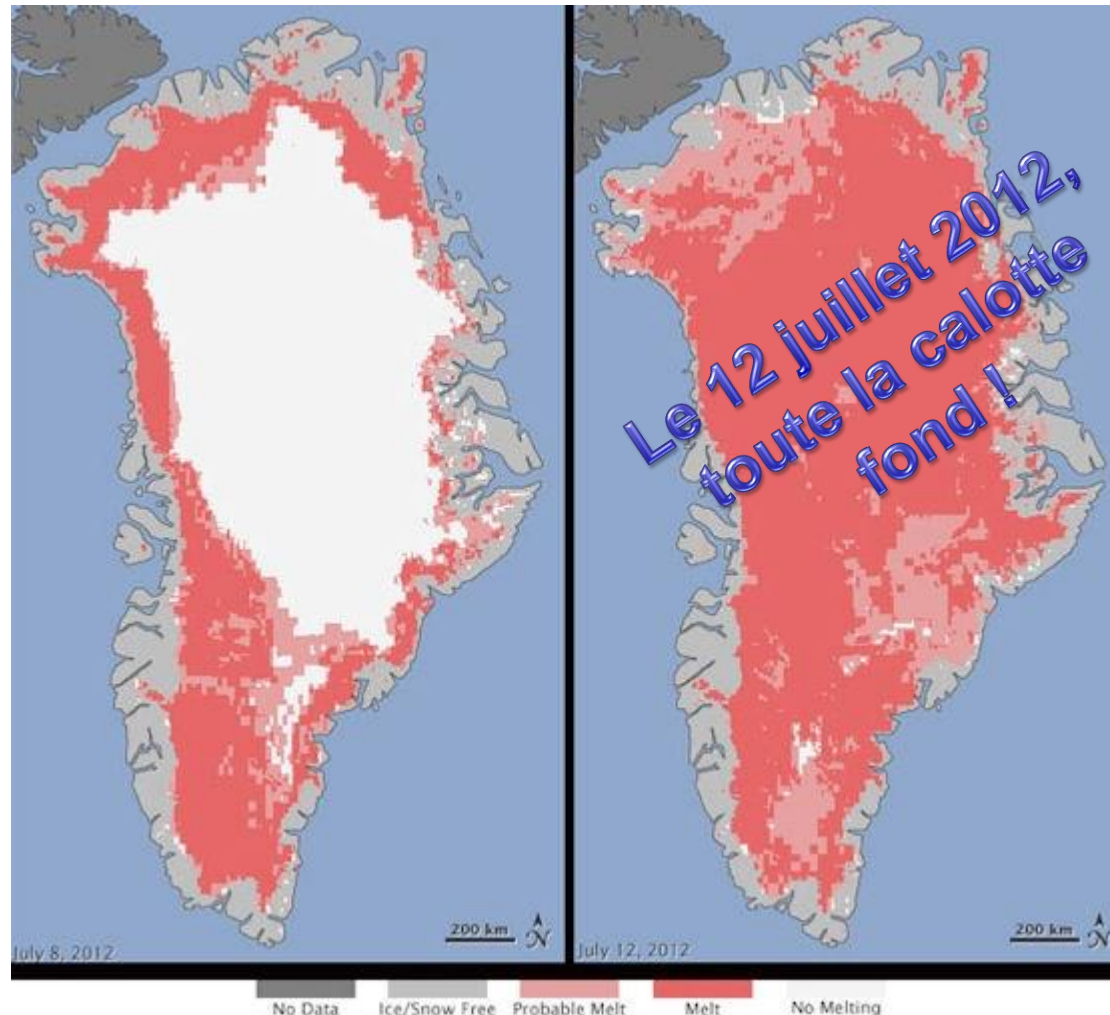 Le 12 juillet 2012,
toute la calotte
fond !
200 km
N
July 8, 2012
200 km
N
July 12, 2012
No Data
Ice/Snow Free
Probable Melt
Melt
No Melting